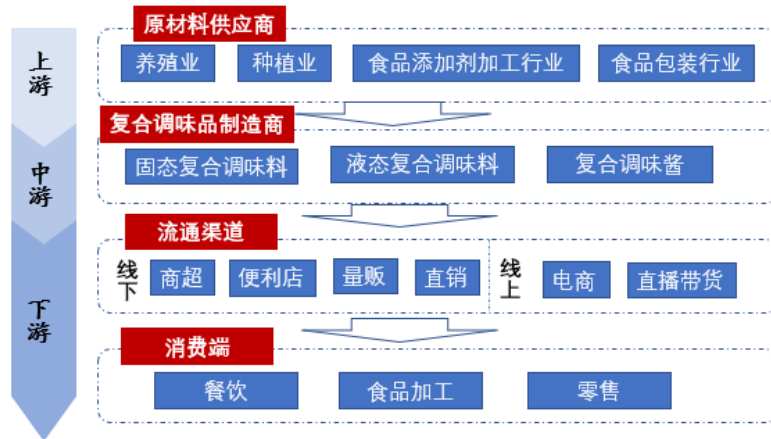 原材料供应商
上游
养殖业
种植业
食品添加剂加工行业
食品包装行业
复合调味品制造商
中游
固态复合调味料
液态复合调味料
复合调味酱
流通渠道
线下
商超
便利店
量贩
直销
线上
电商
直播带货
下游
消费端
餐饮
食品加工
零售